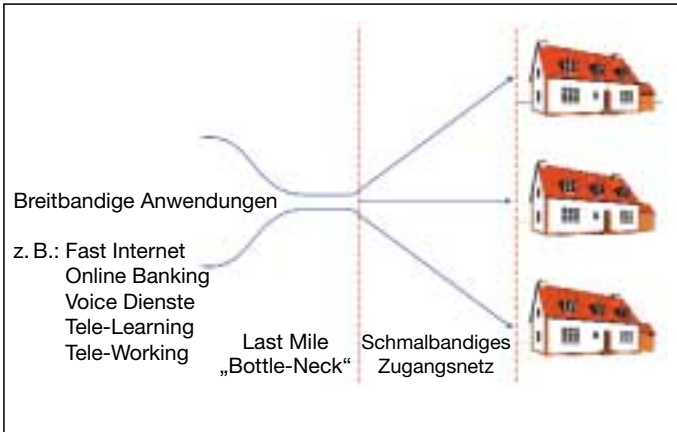 Breitbandige Anwendungen
z. B.: Fast Internet
Online Banking
Voice Dienste
Tele-Learning
Tele-Working
Last Mile
„Bottle-Neck“
Schmalbandiges
Zugangsnetz